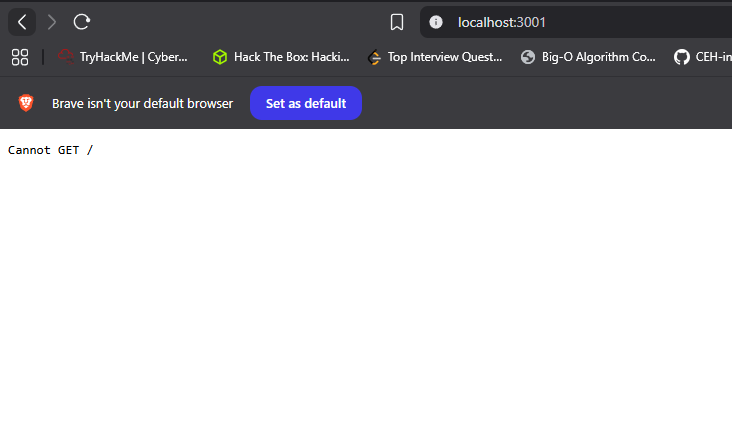 localhost:3001
TryHackMe | Cyber... Hack The Box: Hacki... Top Interview Quest... Big-O Algorithm Co... CEH-in
Brave isn't your default browser Set as default
Cannot GET /